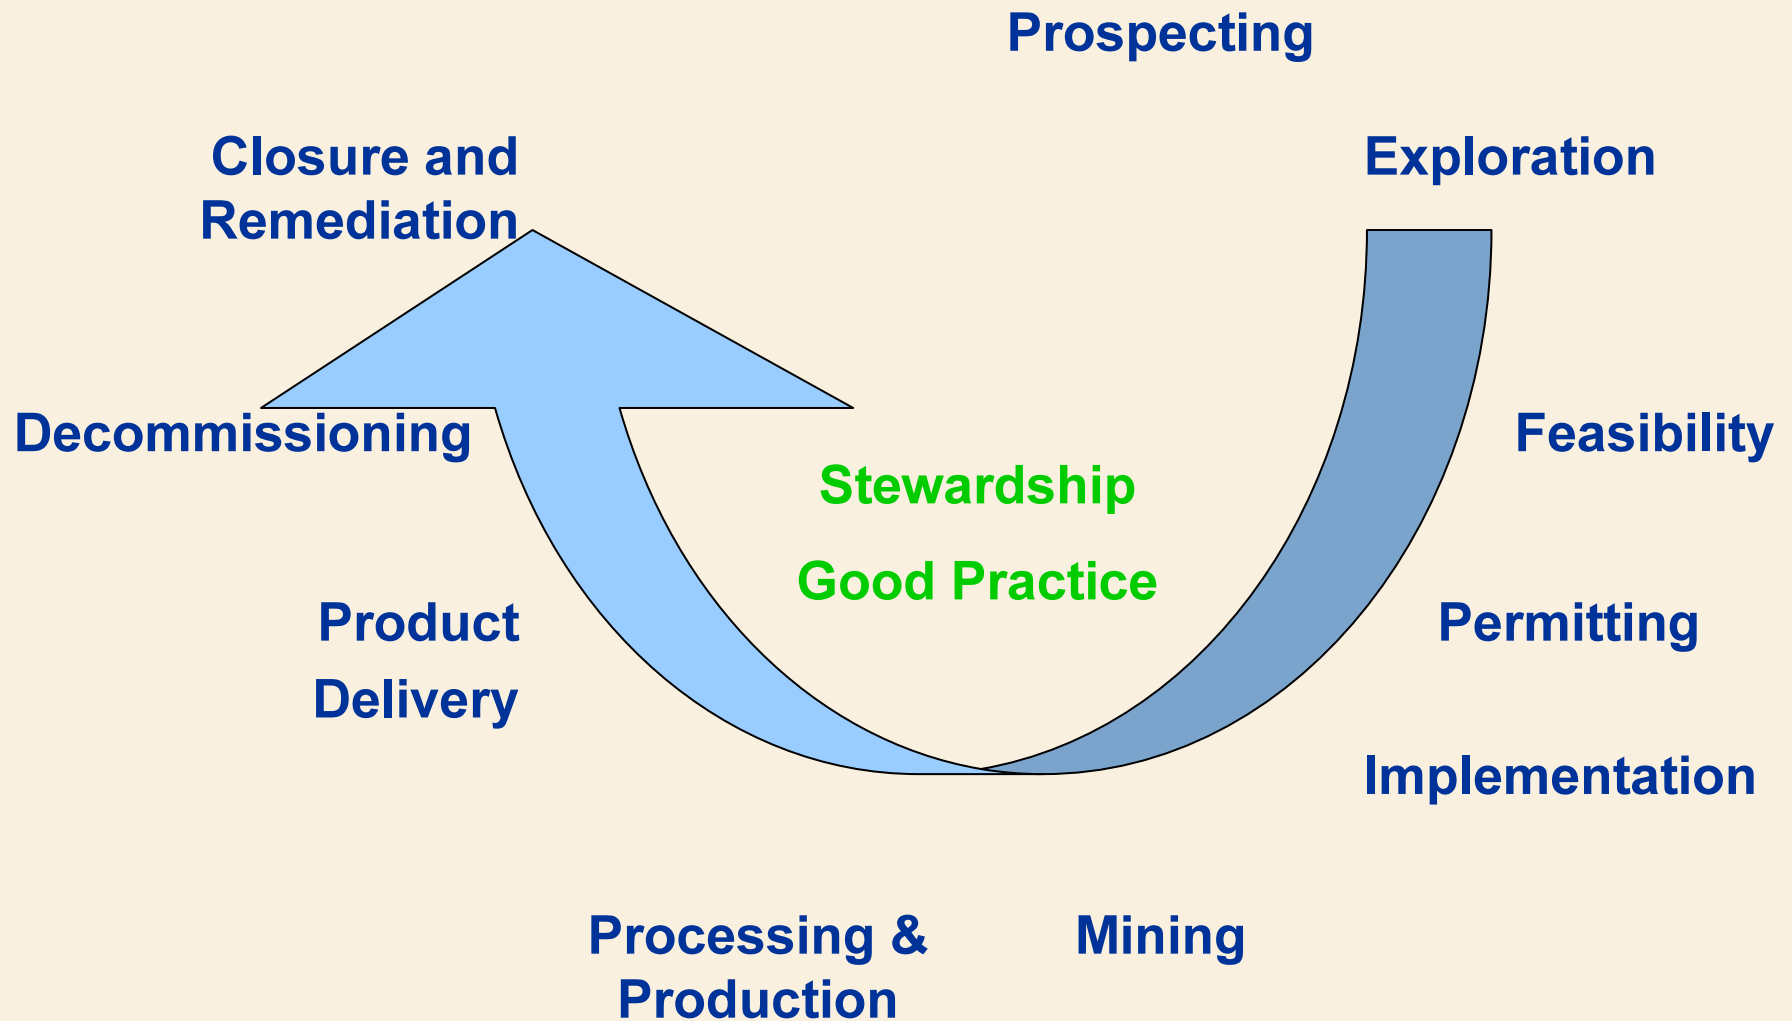 Prospecting
Exploration
Feasibility
Permitting
Implementation
Mining
Processing &
Production
Product
Delivery
Decommissioning
Closure and
Remediation
Stewardship
Good Practice